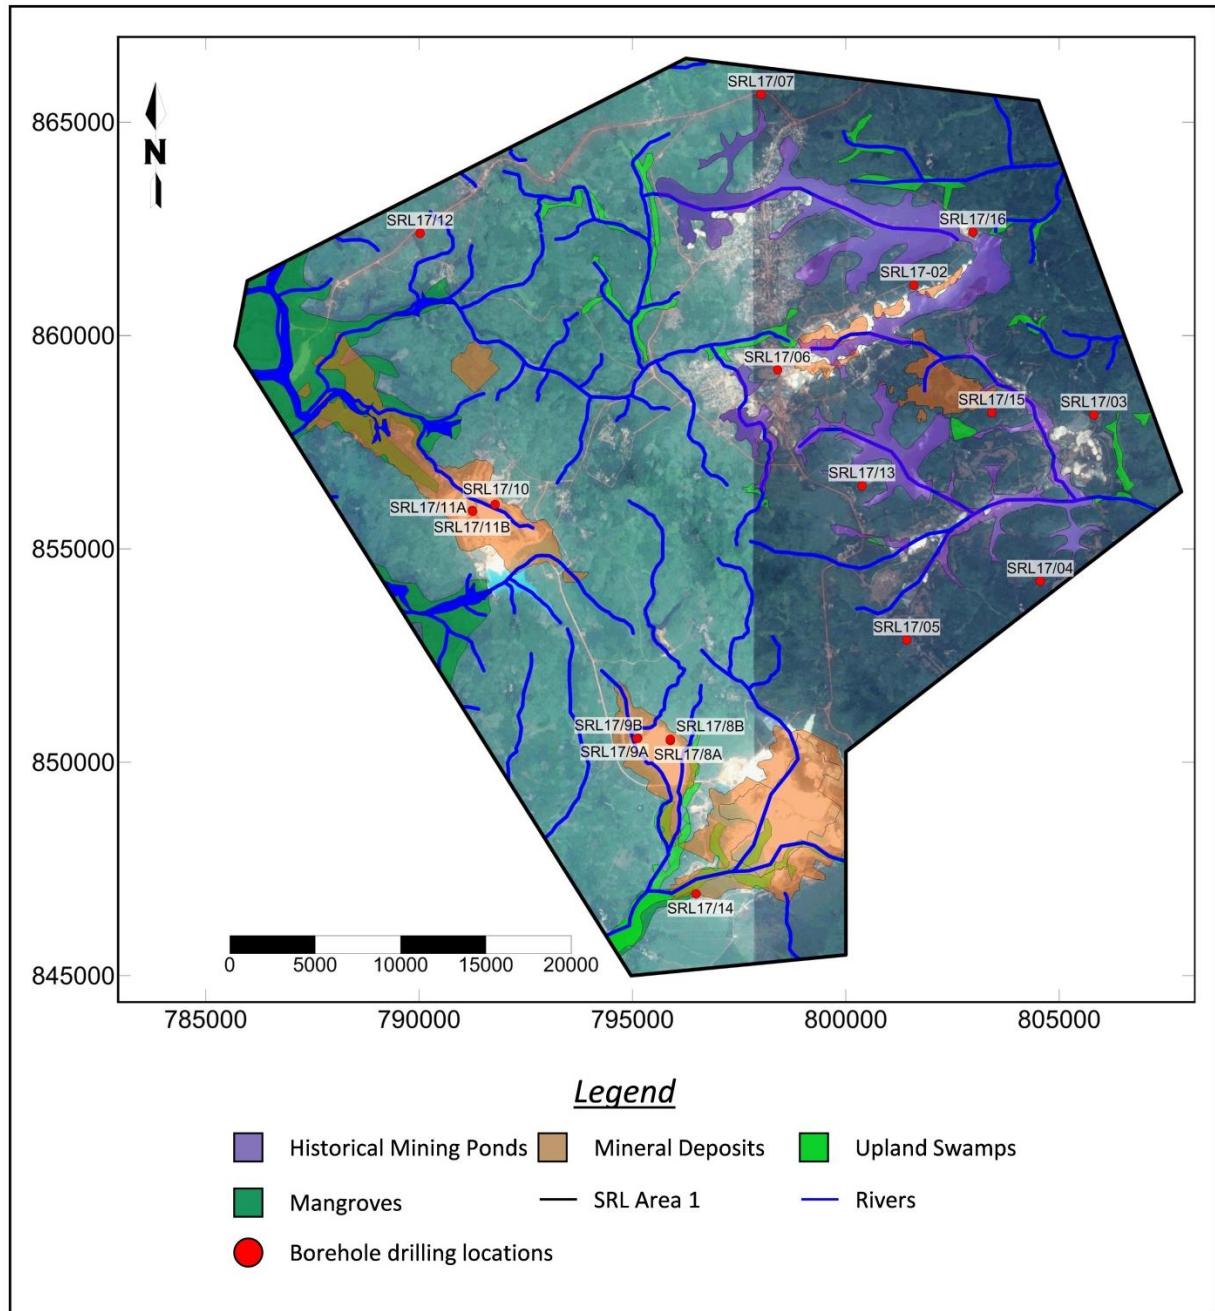 865000
860000
855000
850000
845000
N
SRL17/07
SRL17/12
SRL17/16
SRL17-02
SRL17/06
SRL17/15
SRL17/03
SRL17/13
SRL17/10
SRL17/11A
SRL17/11B
SRL17/04
SRL17/05
SRL17/9B
SRL17/8B
SRL17/9A
SRL17/8A
SRL17/14
0 5000 10000 15000 20000
785000 790000 795000 800000 805000
Legend
Historical Mining Ponds
Mineral Deposits
Upland Swamps
Mangroves
SRL Area 1
Rivers
Borehole drilling locations